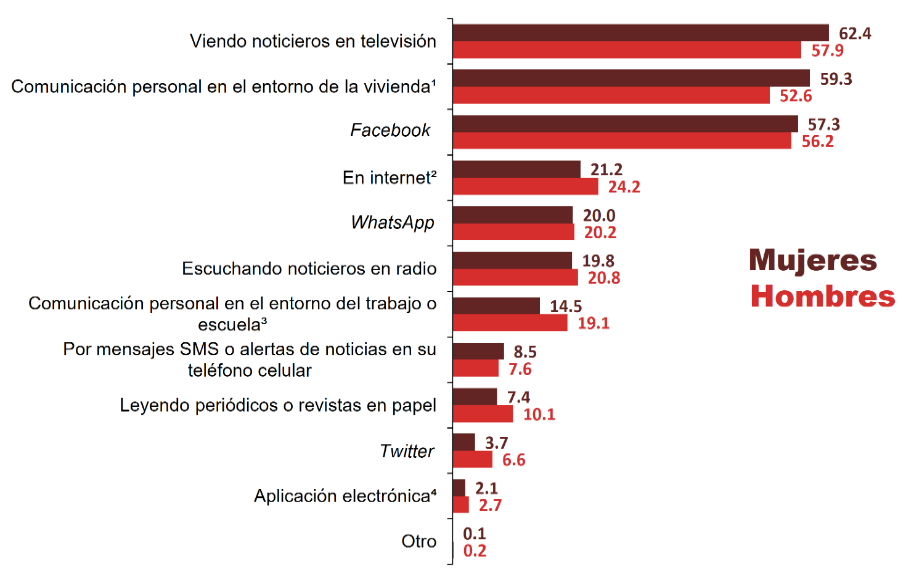 Viendo noticieros en televisión
62.4
57.9
Comunicación personal en el entorno de la vivienda¹
59.3
52.6
Facebook
57.3
56.2
En internet²
21.2
24.2
WhatsApp
20.0
20.2
Escuchando noticieros en radio
19.8
20.8
Mujeres
Hombres
Comunicación personal en el entorno del trabajo o
escuela³
14.5
19.1
Por mensajes SMS o alertas de noticias en su
teléfono celular
8.5
7.6
Leyendo periódicos o revistas en papel
7.4
10.1
Twitter
3.7
6.6
Aplicación electrónica⁴
2.1
2.7
Otro
0.1
0.2